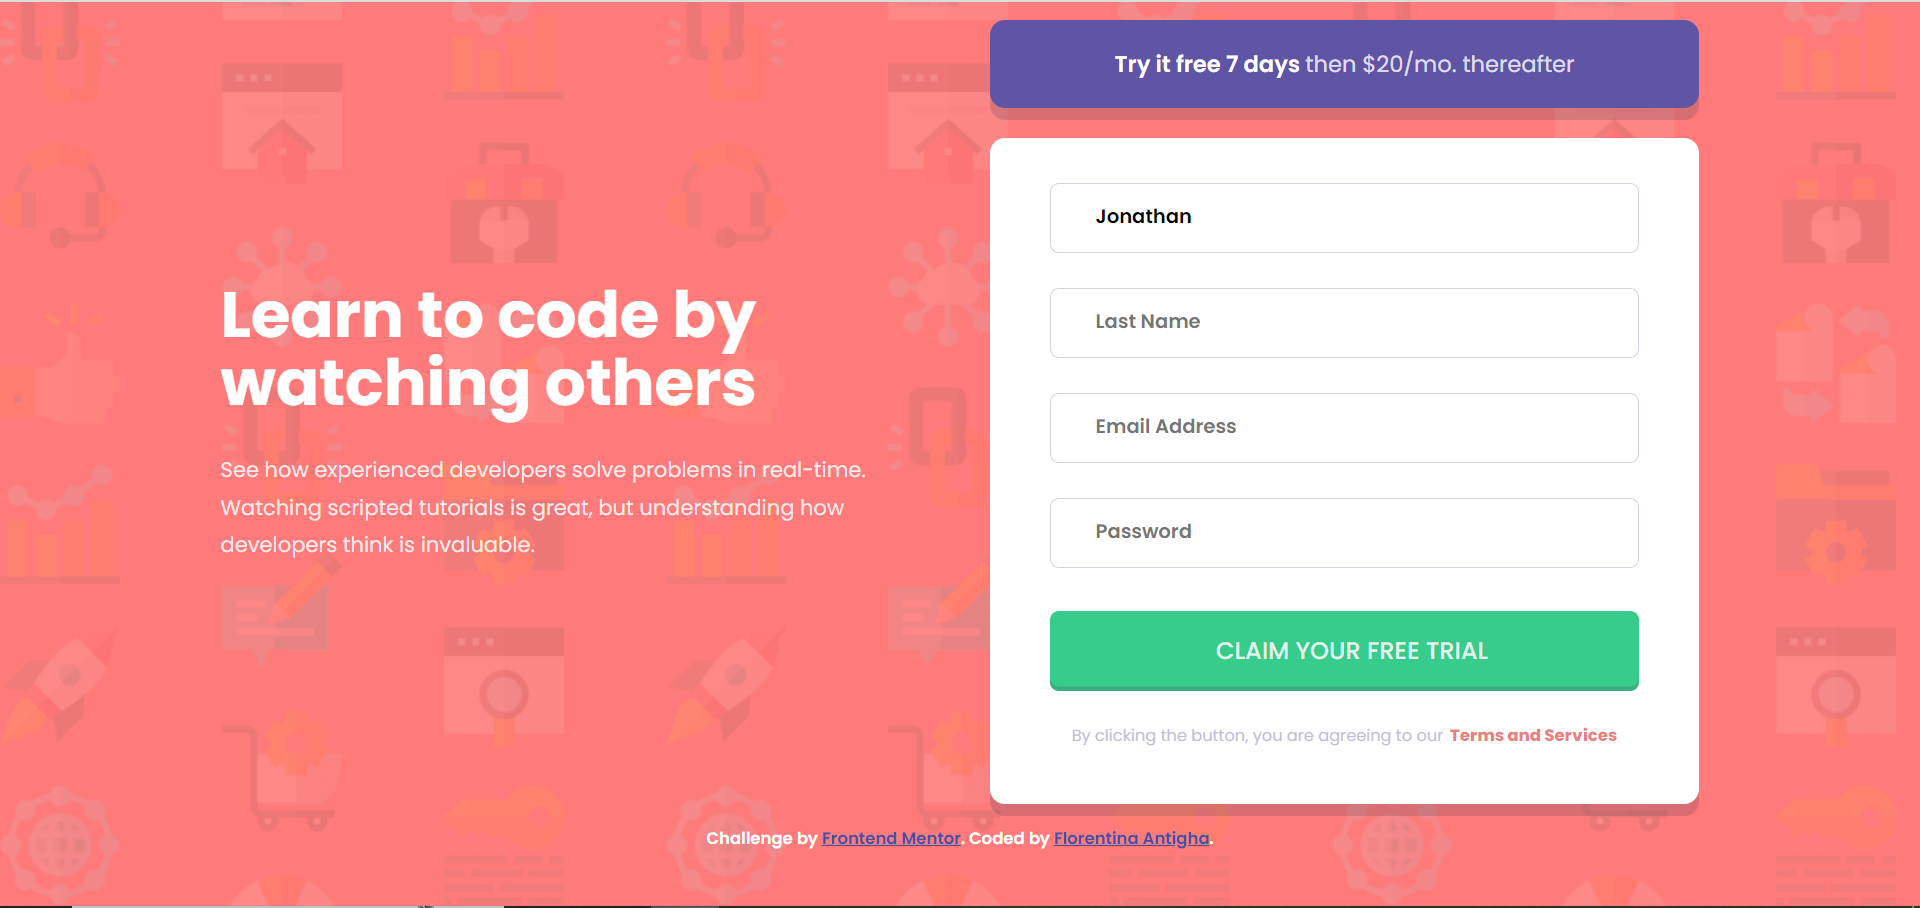 Learn to code by
watching others
See how experienced developers solve problems in real-time.
Watching scripted tutorials is great, but understanding how
developers think is invaluable.
Try it free 7 days then $20/mo. thereafter
Jonathan
Last Name
Email Address
Password
CLAIM YOUR FREE TRIAL
By clicking the button, you are agreeing to our Terms and Services
Challenge by Frontend Mentor. Coded by Florentina Antigha.